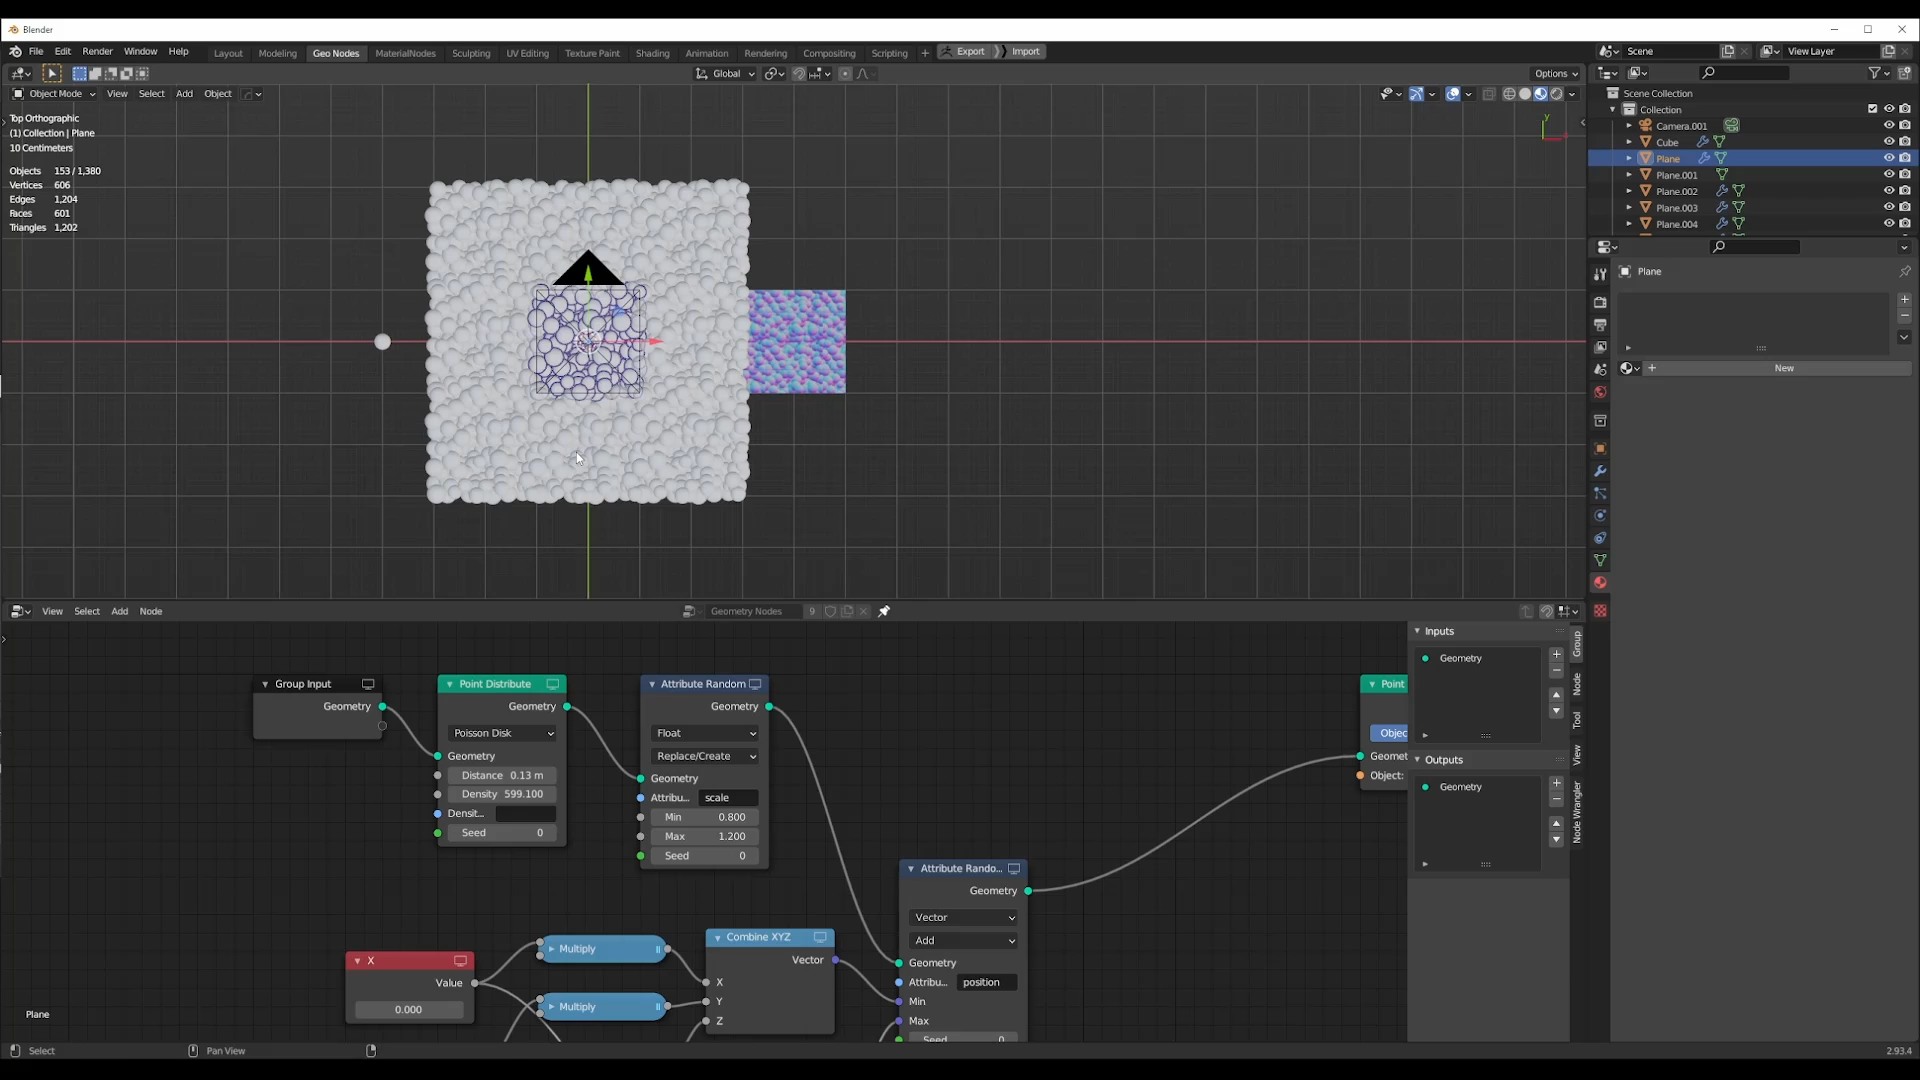 Blender
File Edit Render Window Help Layout Modeling Geo Nodes MaterialNodes Sculpting UV Editing Texture Paint Shading Animation Rendering Compositing Scripting + Export Import Scene View Layer
Global Options
Object Mode View Select Add Object
Top Orthographic
(1) Collection | Plane
10 Centimeters
Objects 153 / 1,380
Vertices 606
Edges 1,204
Faces 601
Triangles 1,202
y
Scene Collection
Collection
Camera.001
Cube
Plane
Plane.001
Plane.002
Plane.003
Plane.004
Plane
New
View Select Add Node Geometry Nodes 9
Group Input
Geometry
Point Distribute
Geometry
Poisson Disk
Geometry
Distance 0.13 m
Density 599.100
Densit...
Seed 0
Attribute Random
Geometry
Float
Replace/Create
Geometry
Attribu... scale
Min 0.800
Max 1.200
Seed 0
X
Value
0.000
Multiply
Multiply
Combine XYZ
Vector
X
Y
Z
Attribute Rando...
Geometry
Vector
Add
Geometry
Attribu... position
Min
Max
Seed 0
Point
Objec
Geomet
Object:
Inputs
Geometry
Outputs
Geometry
Group
Node
Tool
View
Node Wrangler
Plane
Select Pan View 2.93.4